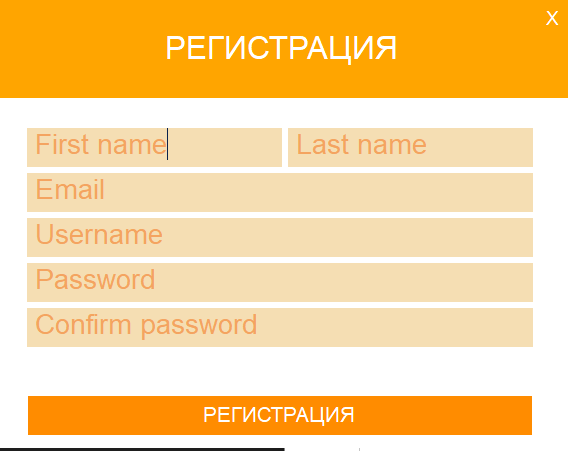 X
РЕГИСТРАЦИЯ
First name Last name
Email
Username
Password
Confirm password
РЕГИСТРАЦИЯ